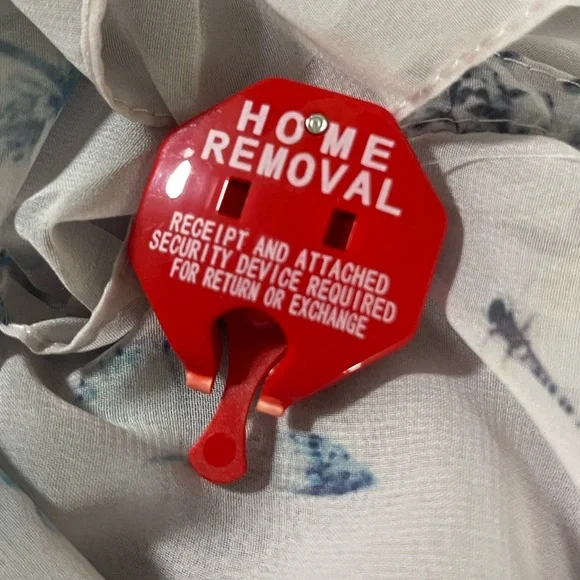 HOME
REMOVAL
RECEIPT AND ATTACHED
SECURITY DEVICE REQUIRED
FOR RETURN OR EXCHANGE